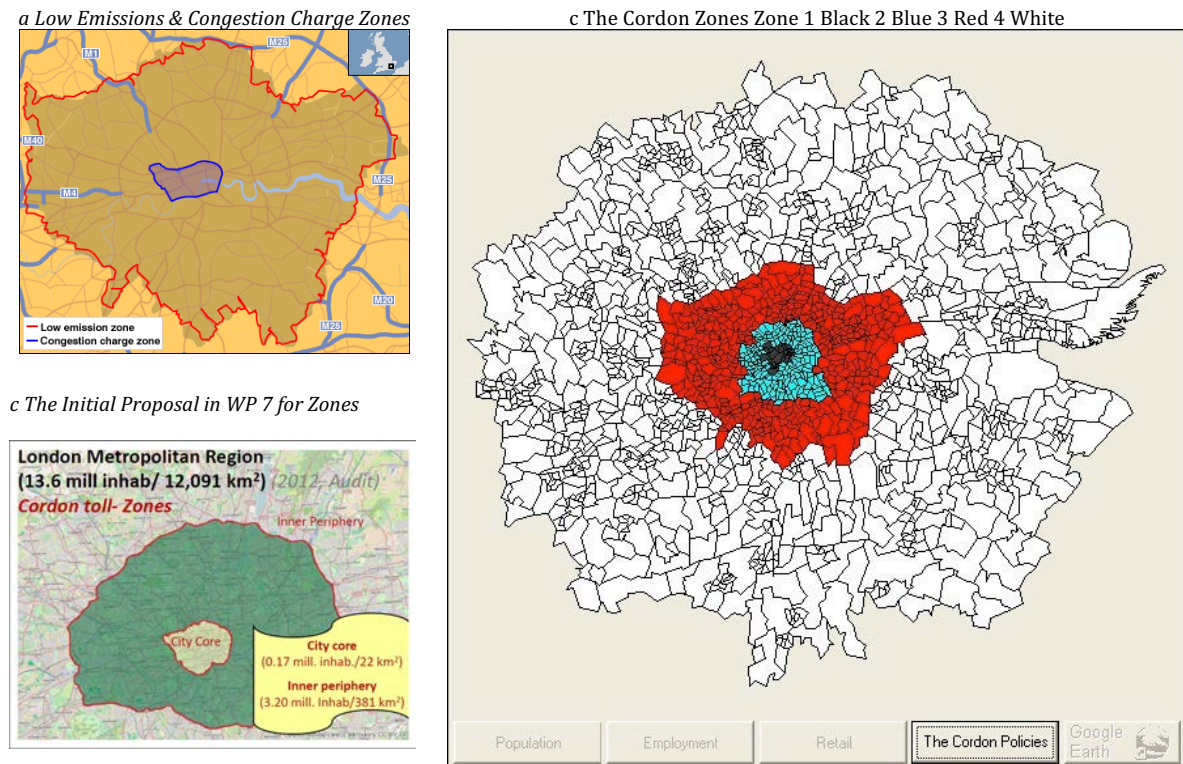 a Low Emissions & Congestion Charge Zones
M1
M25
M40
M4
M25
M20
M25
Low emission zone
Congestion charge zone
c The Initial Proposal in WP 7 for Zones
London Metropolitan Region
(13.6 mill inhab/ 12,091 km²) (2012- Audit)
Cordon toll- Zones
Inner Periphery
City Core
City core
(0.17 mill. inhab./22 km²)
Inner periphery
(3.20 mill. Inhab/381 km²)
c The Cordon Zones Zone 1 Black 2 Blue 3 Red 4 White
Population
Employment
Retail
The Cordon Policies
Google
Earth